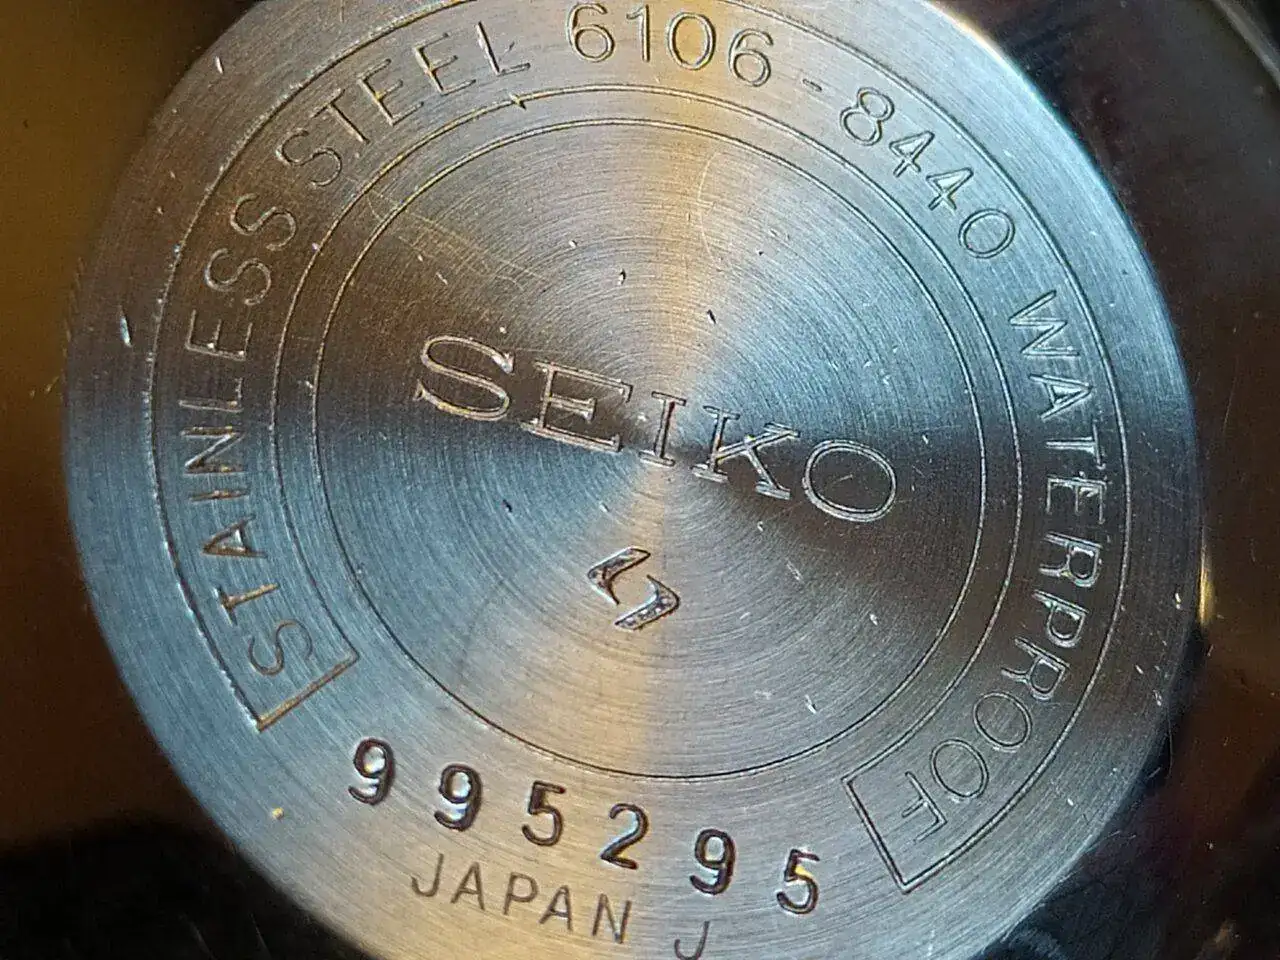 STAINLESS STEEL 6106-8440 WATERPROOF
SEIKO
995295
JAPAN J